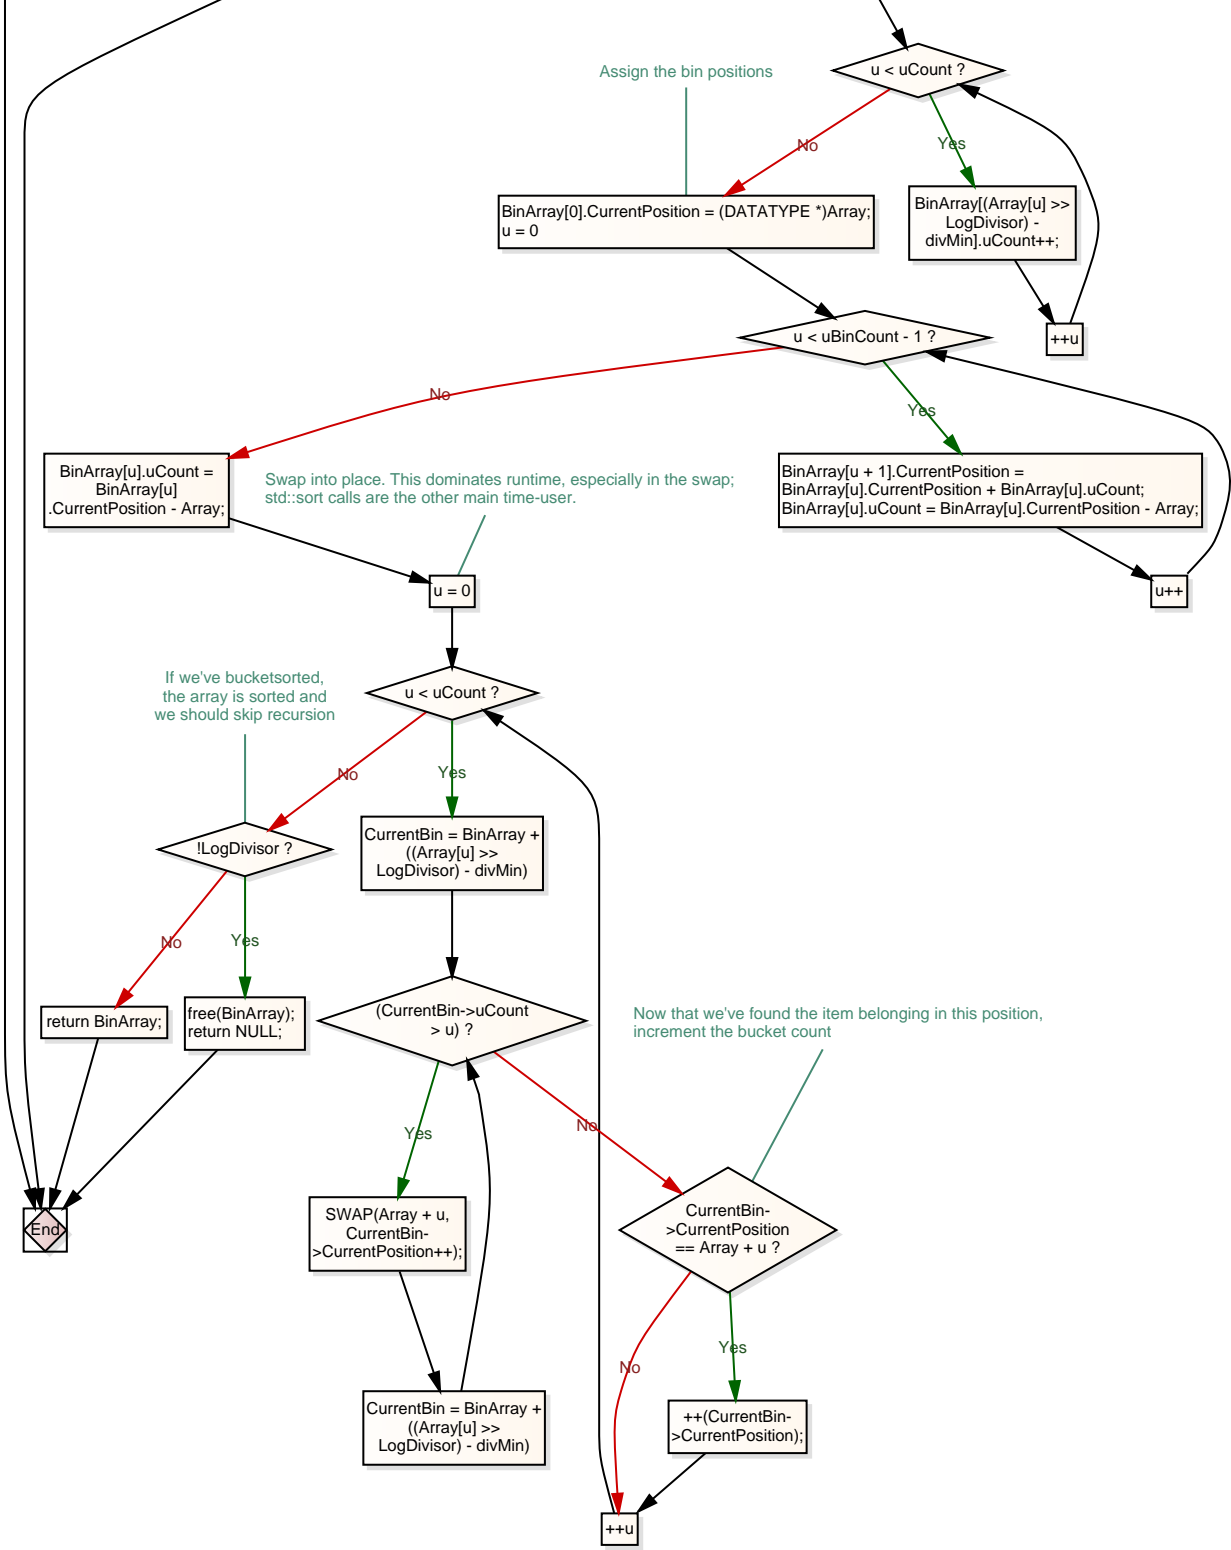 u < uCount ?
Assign the bin positions
No
Yes
BinArray[0].CurrentPosition = (DATATYPE *)Array;
u = 0
BinArray[(Array[u] >>
LogDivisor) -
divMin].uCount++;
++u
u < uBinCount - 1 ?
No
Yes
BinArray[u].uCount =
BinArray[u]
.CurrentPosition - Array;
Swap into place. This dominates runtime, especially in the swap;
std::sort calls are the other main time-user.
BinArray[u + 1].CurrentPosition =
BinArray[u].CurrentPosition + BinArray[u].uCount;
BinArray[u].uCount = BinArray[u].CurrentPosition - Array;
u = 0
u++
If we've bucketsorted,
the array is sorted and
we should skip recursion
u < uCount ?
No
Yes
!LogDivisor ?
CurrentBin = BinArray +
((Array[u] >>
LogDivisor) - divMin)
No
Yes
return BinArray;
free(BinArray);
return NULL;
(CurrentBin->uCount
> u) ?
Now that we've found the item belonging in this position,
increment the bucket count
Yes
No
End
SWAP(Array + u,
CurrentBin-
>CurrentPosition++);
CurrentBin-
>CurrentPosition
== Array + u ?
No
Yes
CurrentBin = BinArray +
((Array[u] >>
LogDivisor) - divMin)
++(CurrentBin-
>CurrentPosition);
++u